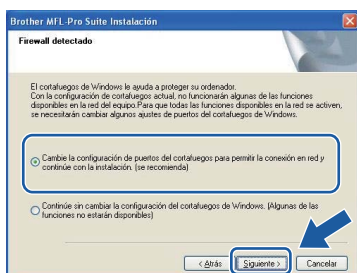 Brother MFL-Pro Suite Instalación
Firewall detectado
El cortafuegos de Windows le ayuda a proteger su ordenador.
Con la configuración de cortafuegos actual, no funcionarán algunas de las funciones
disponibles en la red del equipo.Para que todas las funciones disponibles en la red se activen,
se necesitarán cambiar algunos ajustes de puertos del cortafuegos de Windows.
Cambie la configuración de puertos del cortafuegos para permitir la conexión en red y
continúe con la instalación. (se recomienda)
Continúe sin cambiar la configuración del cortafuegos de Windows. (Algunas de las
funciones no estarán disponibles)
< Atrás Siguiente > Cancelar